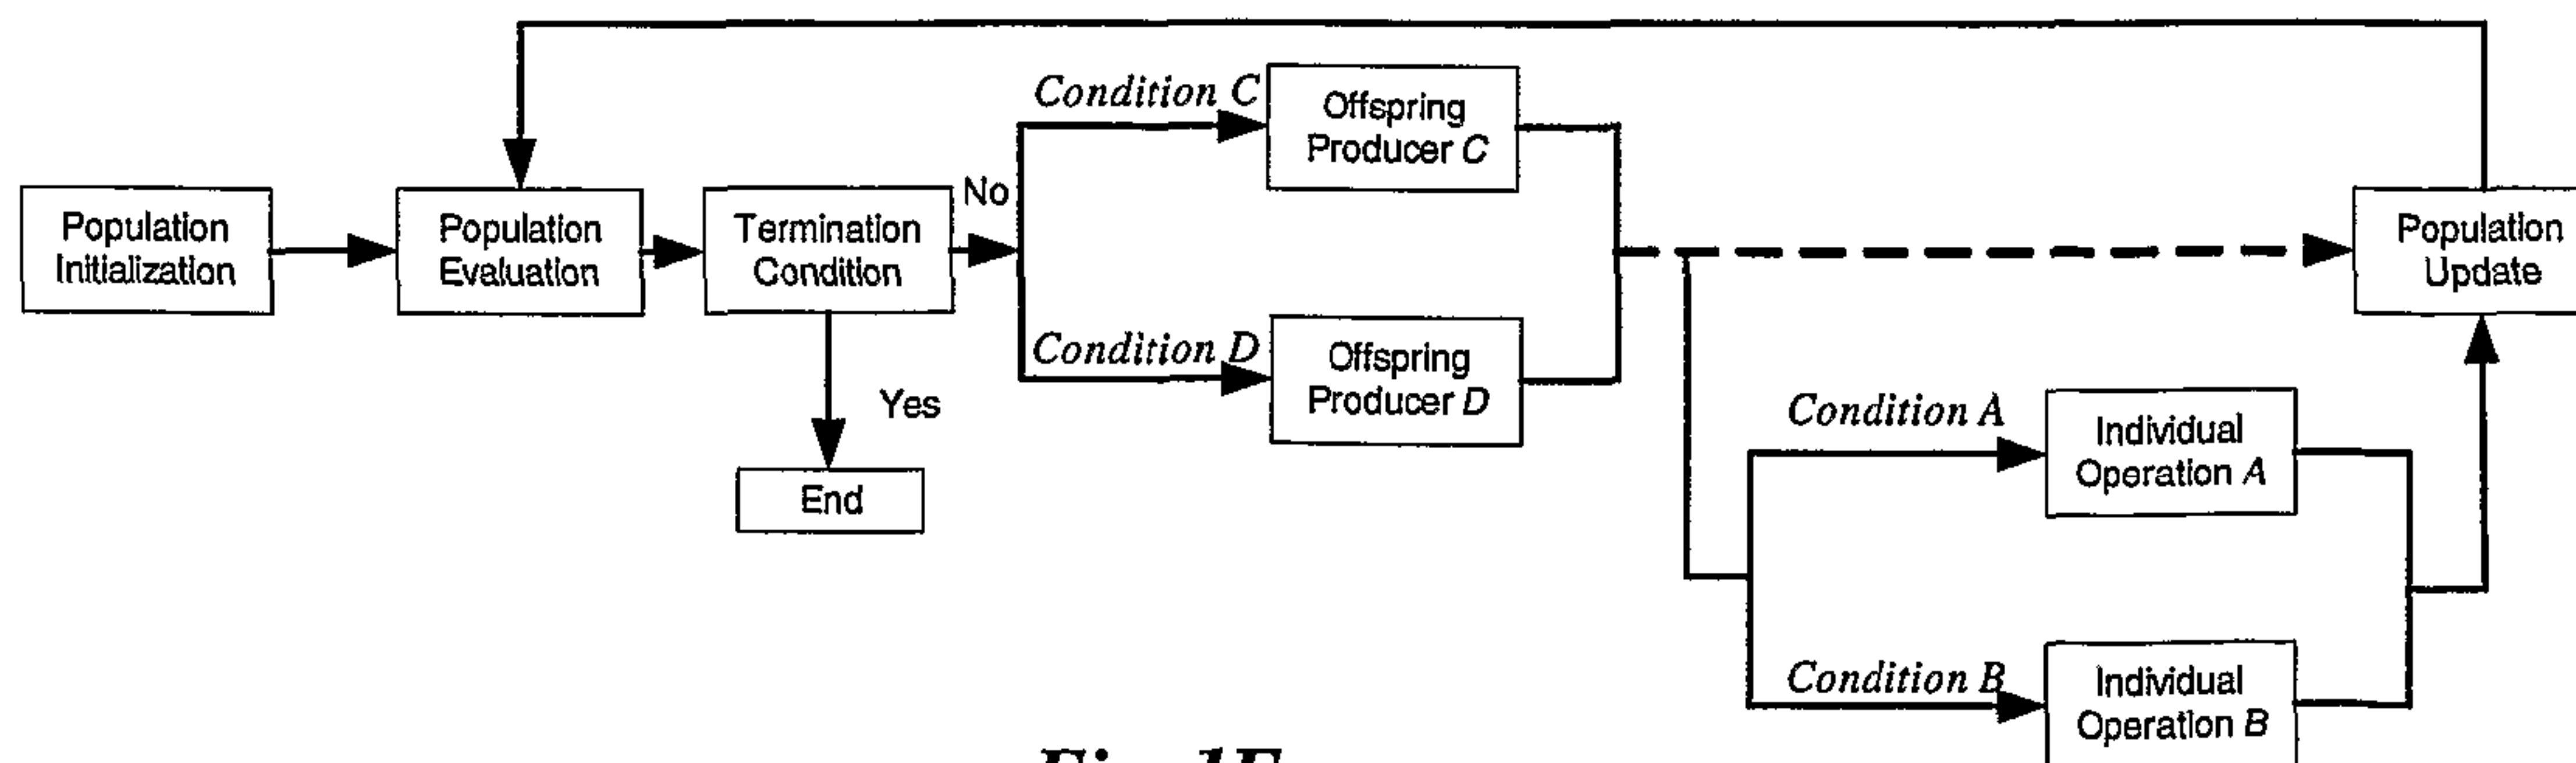 Condition C
Offspring
Producer C
No
Population
Initialization
Population
Evaluation
Termination
Condition
Population
Update
Condition D
Offspring
Producer D
Yes
End
Condition A
Individual
Operation A
Condition B
Individual
Operation B